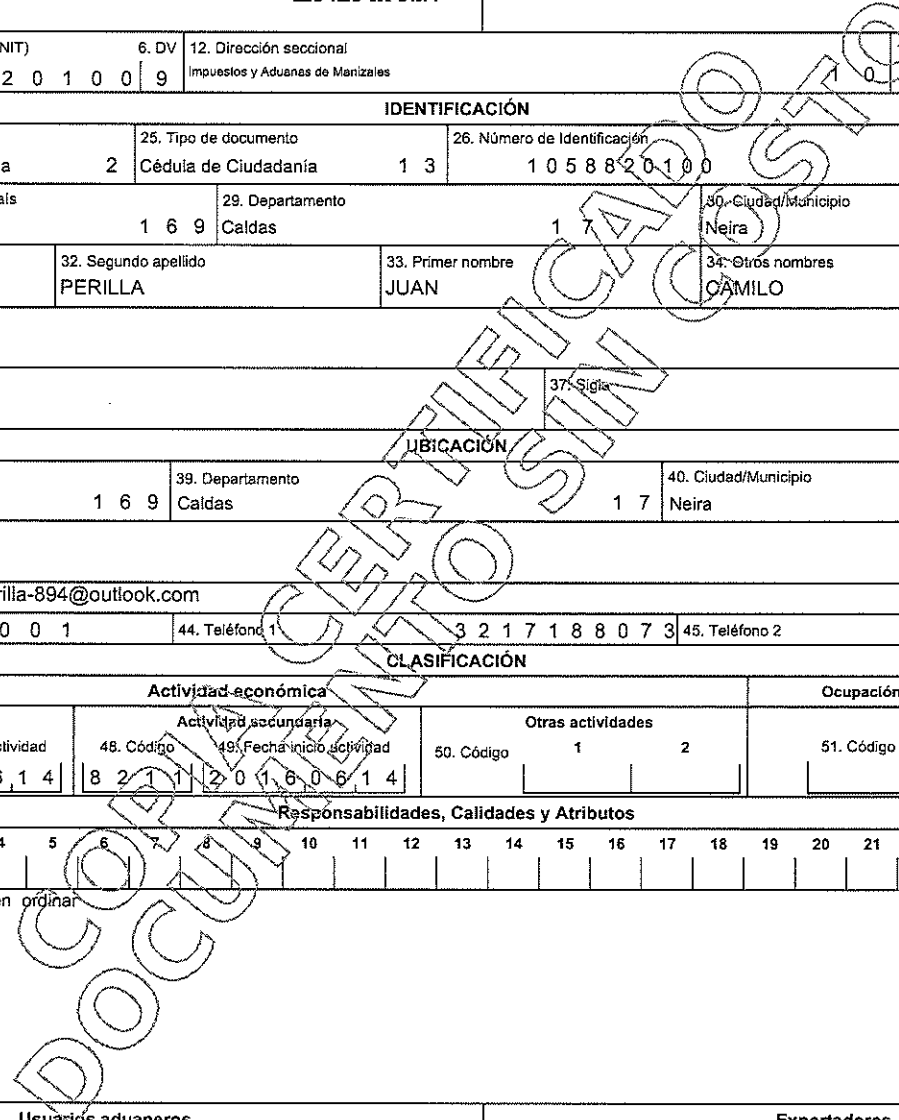 NIT) 6. DV 12. Dirección seccional
2 0 1 0 0 9 Impuestos y Aduanas de Manizales 1 0
IDENTIFICACIÓN
25. Tipo de documento 26. Número de Identificación
a 2 Cédula de Ciudadanía 1 3 1 0 5 8 8 2 0 1 0 0
aís 29. Departamento 30. Ciudad/Municipio
1 6 9 Caldas 1 7 Neira
32. Segundo apellido 33. Primer nombre 34. Otros nombres
PERILLA JUAN CAMILO
37. Sigla
UBICACIÓN
39. Departamento 40. Ciudad/Municipio
1 6 9 Caldas 1 7 Neira
rilla-894@outlook.com
0 0 1 44. Teléfono 1 3 2 1 7 1 8 8 0 7 3 45. Teléfono 2
CLASIFICACIÓN
Actividad económica Ocupación
Actividad secundaria Otras actividades
ctividad 48. Código 49. Fecha inicio actividad 50. Código 1 2 51. Código
6 1 4 8 2 1 1 2 0 1 6 0 6 1 4
Responsabilidades, Calidades y Atributos
4 5 6 7 8 9 10 11 12 13 14 15 16 17 18 19 20 21
en ordinar
COPIA CERTIFICADO
DOCUMENTO SIN COSTO
Usuarios aduaneros Exportadores